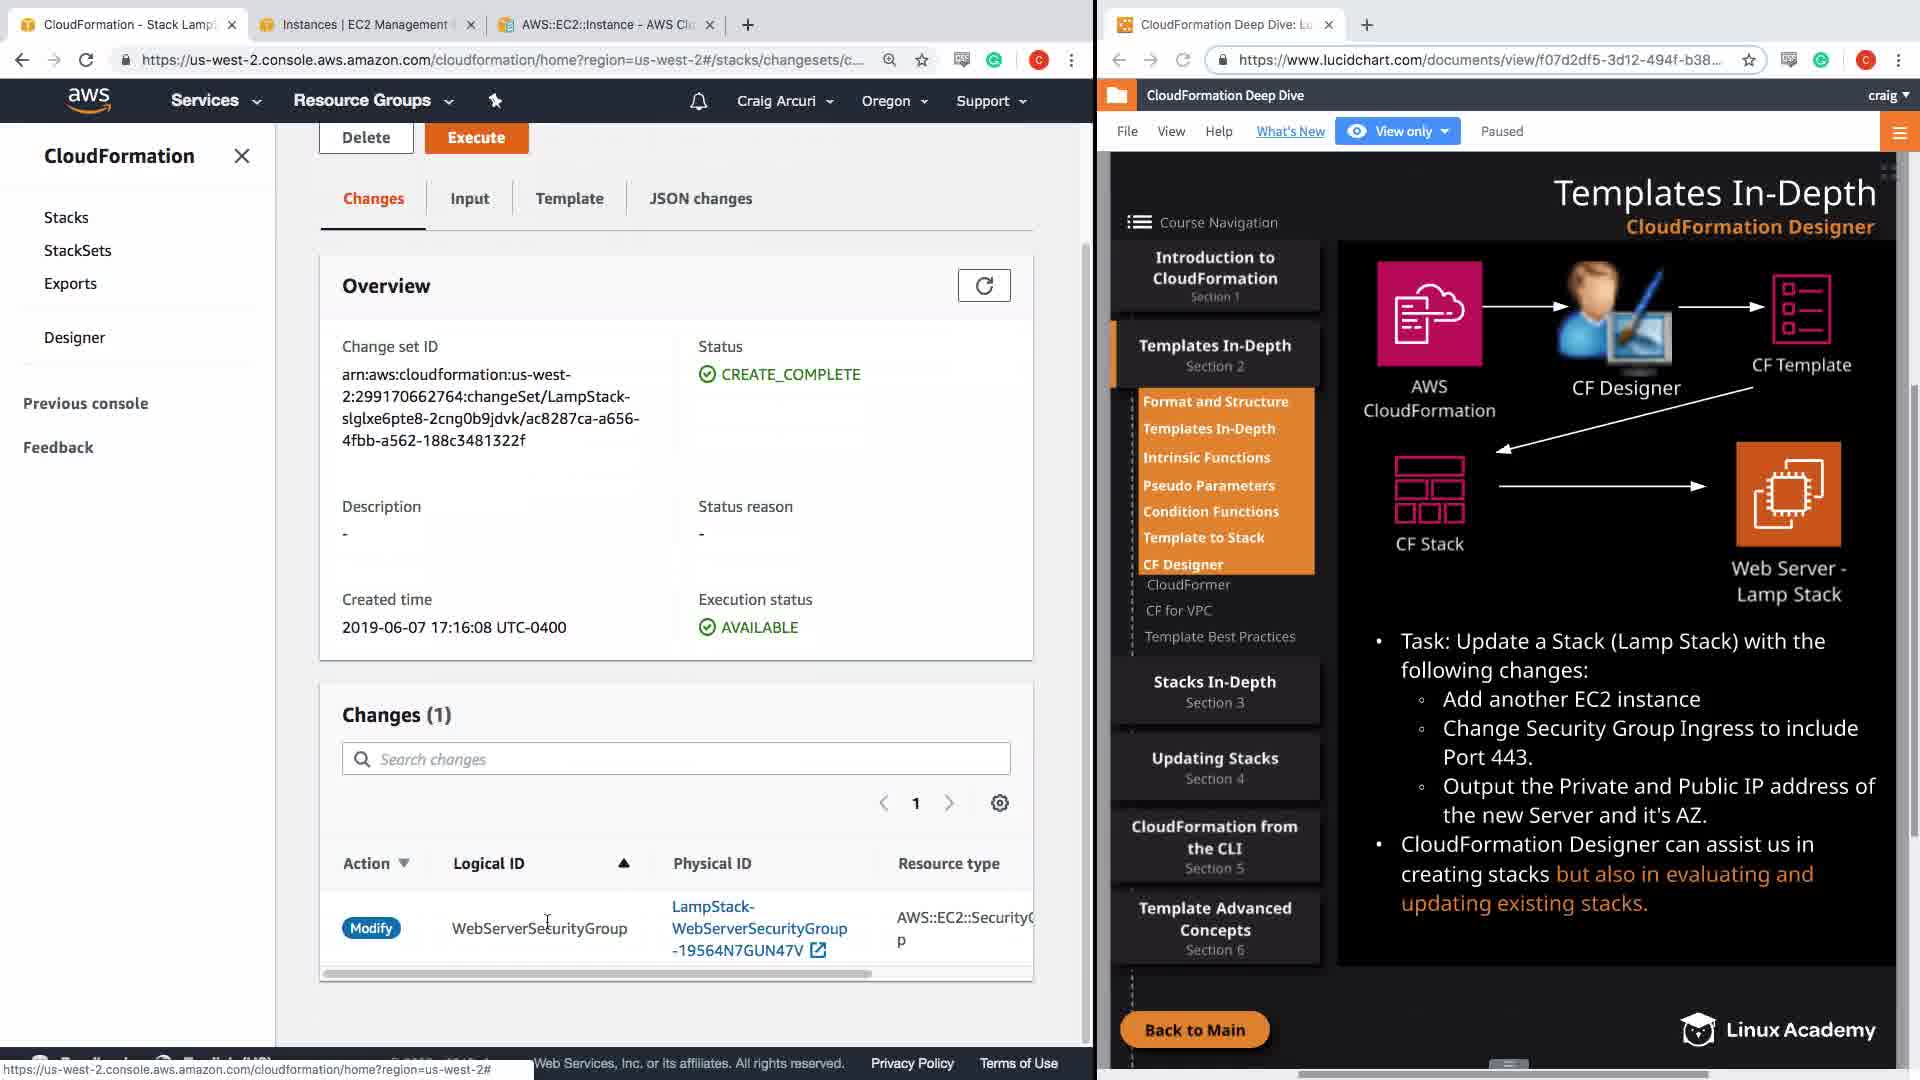 CloudFormation - Stack Lamp
Instances | EC2 Management
AWS::EC2::Instance - AWS Cl
https://us-west-2.console.aws.amazon.com/cloudformation/home?region=us-west-2#/stacks/changesets/c...
aws
Services
Resource Groups
Craig Arcuri
Oregon
Support
CloudFormation
Stacks
StackSets
Exports
Designer
Previous console
Feedback
Delete
Execute
Changes
Input
Template
JSON changes
Overview
Change set ID
arn:aws:cloudformation:us-west-
2:299170662764:changeSet/LampStack-
slglxe6pte8-2cng0b9jdvk/ac8287ca-a656-
4fbb-a562-188c3481322f
Status
CREATE_COMPLETE
Description
-
Status reason
-
Created time
2019-06-07 17:16:08 UTC-0400
Execution status
AVAILABLE
Changes (1)
Search changes
1
Action
Logical ID
Physical ID
Resource type
Modify
WebServerSecurityGroup
LampStack-
WebServerSecurityGroup
-19564N7GUN47V
AWS::EC2::Security
p
Web Services, Inc. or its affiliates. All rights reserved.
Privacy Policy
Terms of Use
https://us-west-2.console.aws.amazon.com/cloudformation/home?region=us-west-2#
CloudFormation Deep Dive: Lu
https://www.lucidchart.com/documents/view/f07d2df5-3d12-494f-b38...
C
C
CloudFormation Deep Dive
craig
File
View
Help
What's New
View only
Paused
Templates In-Depth
CloudFormation Designer
Course Navigation
Introduction to
CloudFormation
Section 1
Templates In-Depth
Section 2
Format and Structure
Templates In-Depth
Intrinsic Functions
Pseudo Parameters
Condition Functions
Template to Stack
CF Designer
CloudFormer
CF for VPC
Template Best Practices
Stacks In-Depth
Section 3
Updating Stacks
Section 4
CloudFormation from
the CLI
Section 5
Template Advanced
Concepts
Section 6
Back to Main
AWS
CloudFormation
CF Designer
CF Template
CF Stack
Web Server -
Lamp Stack
• Task: Update a Stack (Lamp Stack) with the
following changes:
◦ Add another EC2 instance
◦ Change Security Group Ingress to include
Port 443.
◦ Output the Private and Public IP address of
the new Server and it's AZ.
• CloudFormation Designer can assist us in
creating stacks but also in evaluating and
updating existing stacks.
Linux Academy